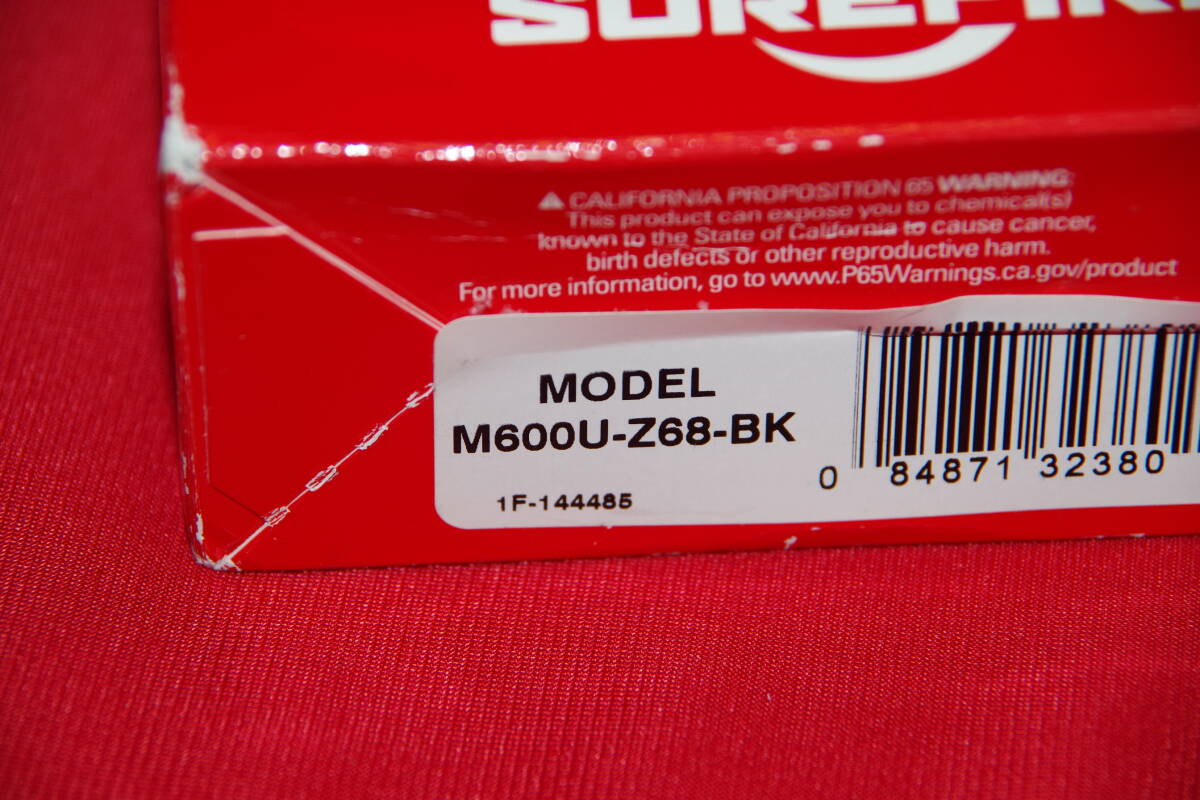 SUREFIRE
⚠ CALIFORNIA PROPOSITION 65 WARNING:
This product can expose you to chemical(s)
known to the State of California to cause cancer,
birth defects or other reproductive harm.
For more information, go to www.P65Warnings.ca.gov/product
MODEL
M600U-Z68-BK
1F-144485
0 84871 32380